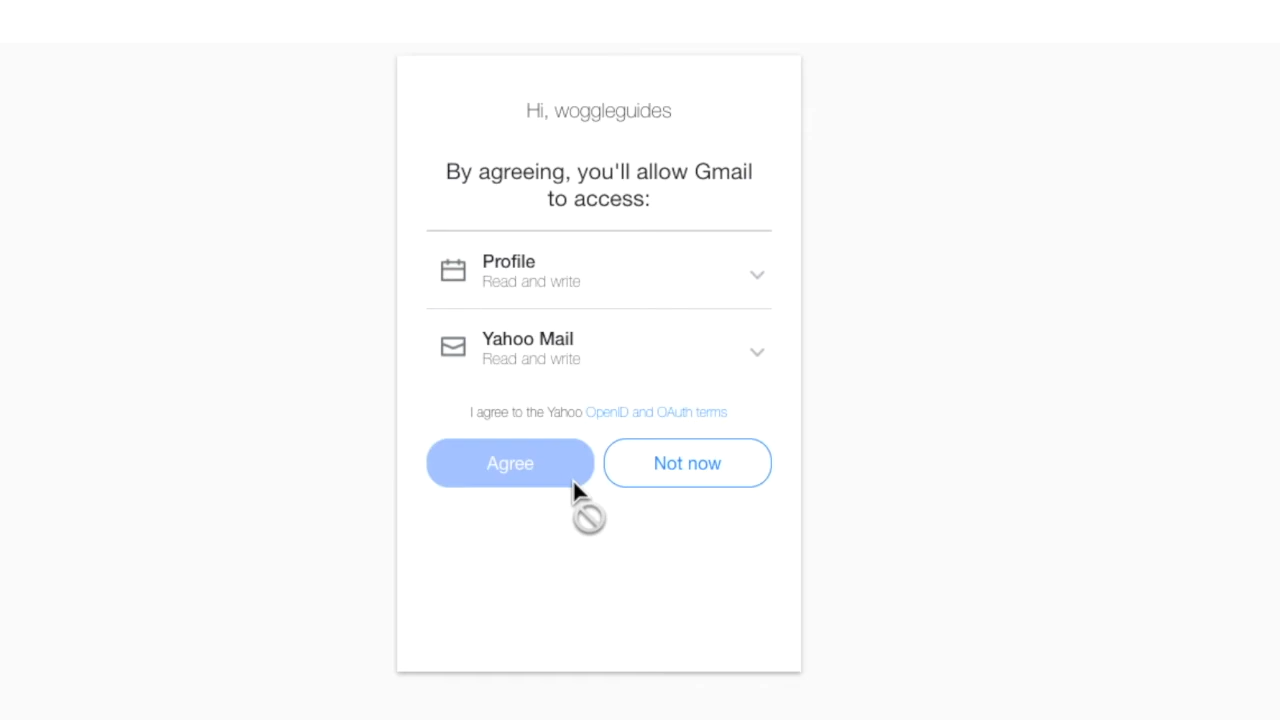 Hi, woggleguides
By agreeing, you'll allow Gmail
to access:
Profile
Read and write
Yahoo Mail
Read and write
I agree to the Yahoo OpenID and OAuth terms
Agree
Not now